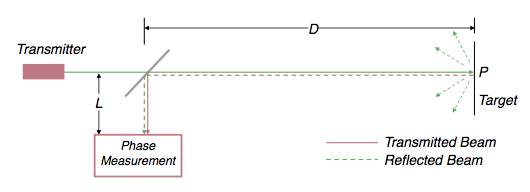 D
Transmitter
P
L
Target
Phase
Measurement
Transmitted Beam
Reflected Beam